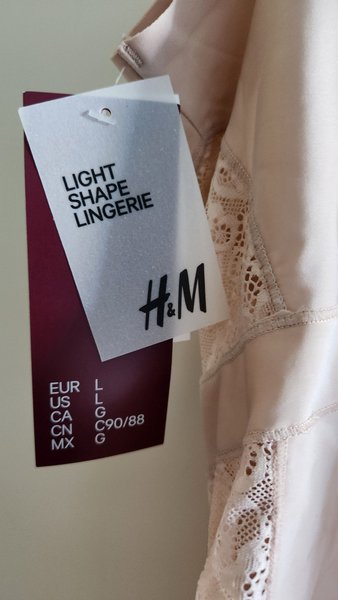 LIGHT
SHAPE
LINGERIE
H&M
EUR L
US L
CA G
CN C90/88
MX G